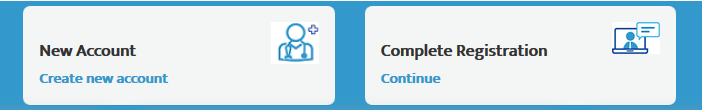 New Account
Create new account
Complete Registration
Continue